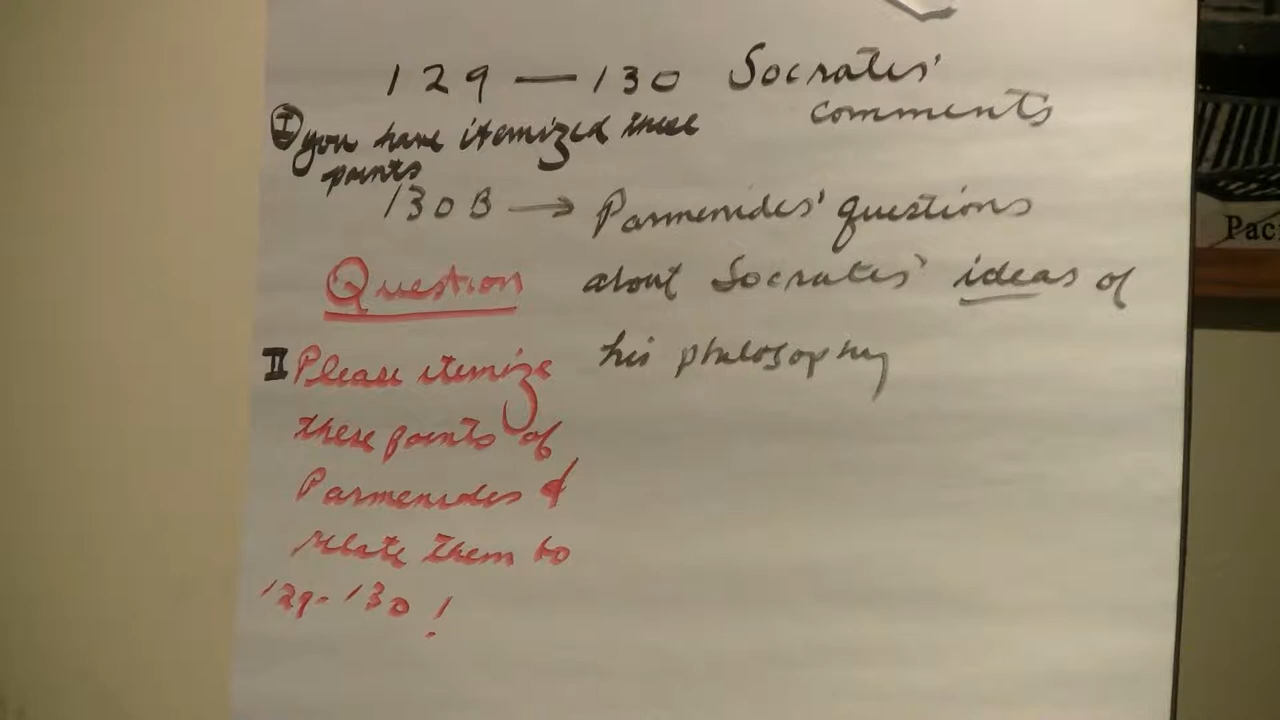 129 — 130 Socrates'
comments
I you have itemized these
points
130B → Parmenides' questions
about Socrates' ideas of
his philosophy
Question
II Please itemize
these points of
Parmenides &
relate them to
129-130!
Pac